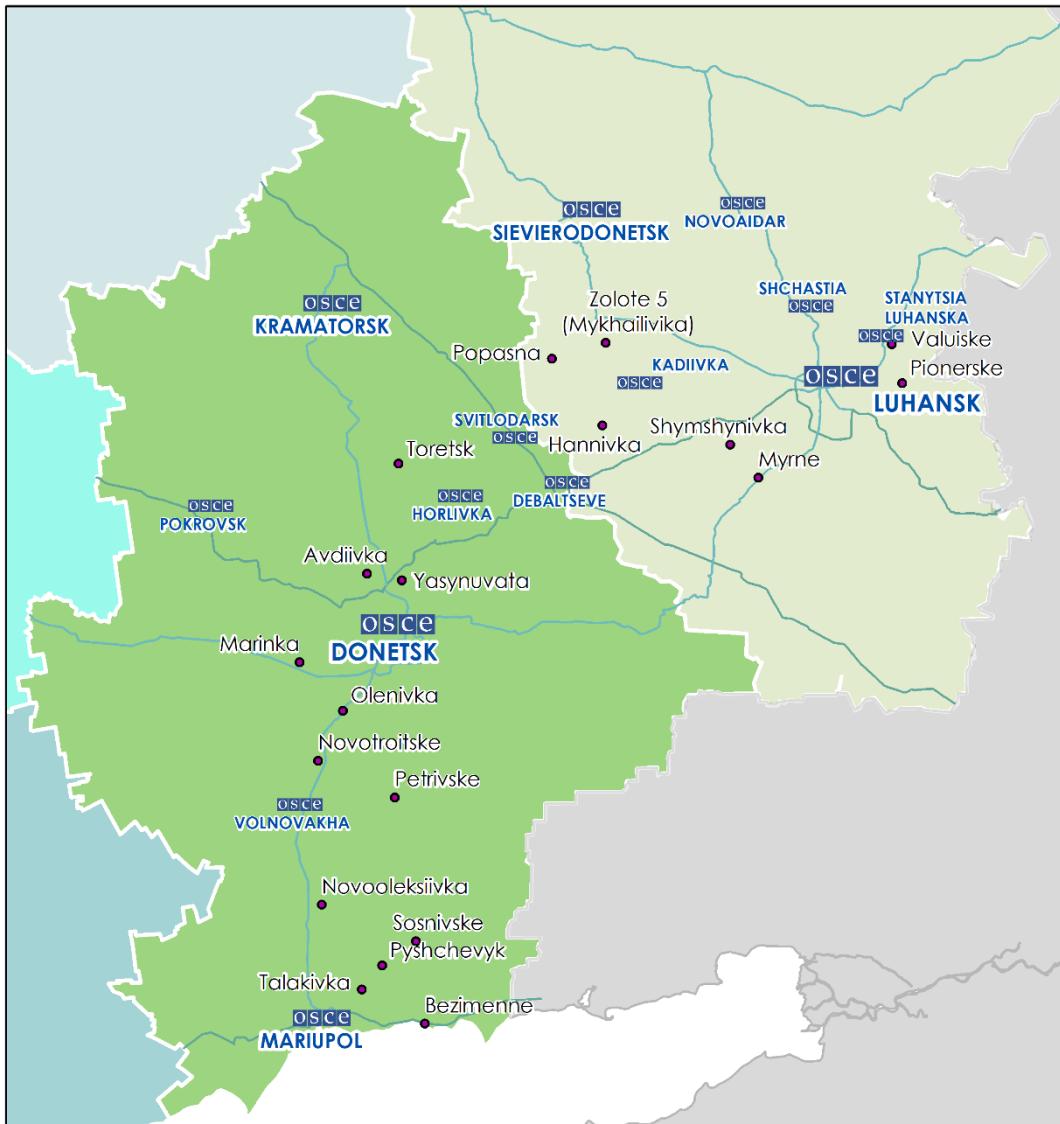 osce
NOVOAIDAR
osce
SIEVIERODONETSK
SHCHASTIA
osce
STANYTSIA
LUHANSKA
osce
Valuiske
osce
KRAMATORSK
Zolote 5
(Mykhailivika)
Popasna
KADIIVKA
osce
Pionerske
osce
LUHANSK
SVITLODARSK
osce
Hannivka
Shymshynivka
Myrne
Toretsk
osce
DEBALTSEVE
osce
HORLIVKA
osce
POKROVSK
Avdiivka
Yasynuvata
osce
DONETSK
Marinka
Olenivka
Novotroitske
Petrivske
osce
VOLNOVAKHA
Novooleksiivka
Sosnivske
Pyshchevyk
Talakivka
Bezimenne
osce
MARIUPOL